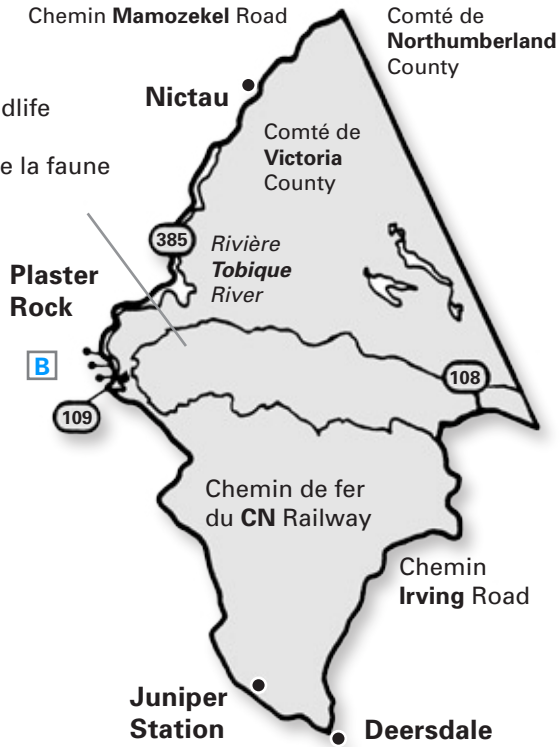 Chemin Mamozekel Road
Comté de
Northumberland
County
Nictau
dlife
e la faune
Comté de
Victoria
County
385
Rivière
Tobique
River
Plaster
Rock
B
109
108
Chemin de fer
du CN Railway
Chemin
Irving Road
Juniper
Station
Deersdale